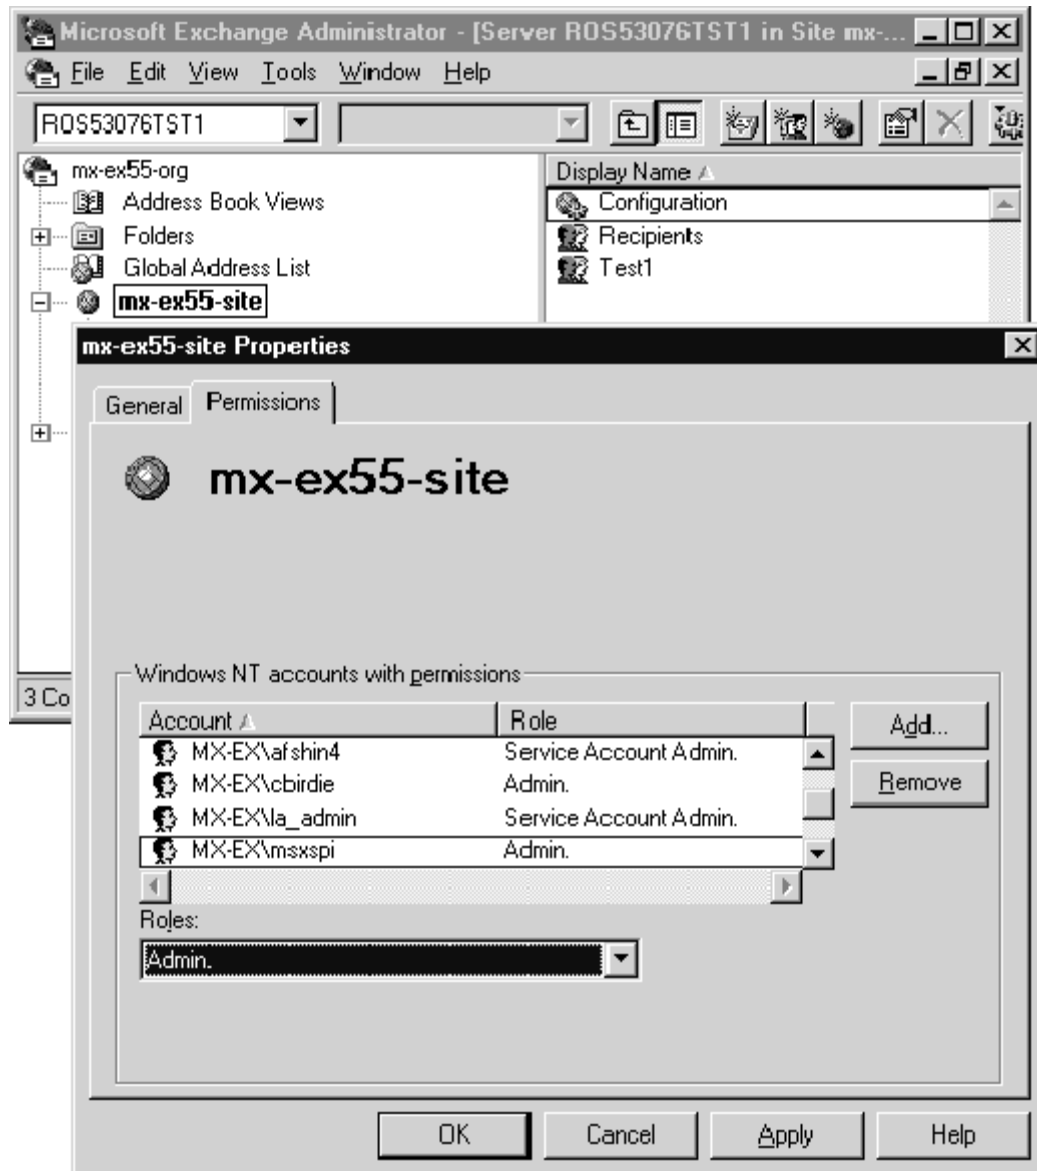 Microsoft Exchange Administrator - [Server ROS53076TST1 in Site mx-...
File Edit View Tools Window Help
ROS53076TST1
mx-ex55-org
Address Book Views
Folders
Global Address List
mx-ex55-site
Display Name
Configuration
Recipients
Test1
3 Co
mx-ex55-site Properties
General Permissions
mx-ex55-site
Windows NT accounts with permissions
Account Role
MX-EX\afshin4 Service Account Admin.
MX-EX\cbirdie Admin.
MX-EX\la_admin Service Account Admin.
MX-EX\msxspi Admin.
Add...
Remove
Roles:
Admin.
OK Cancel Apply Help